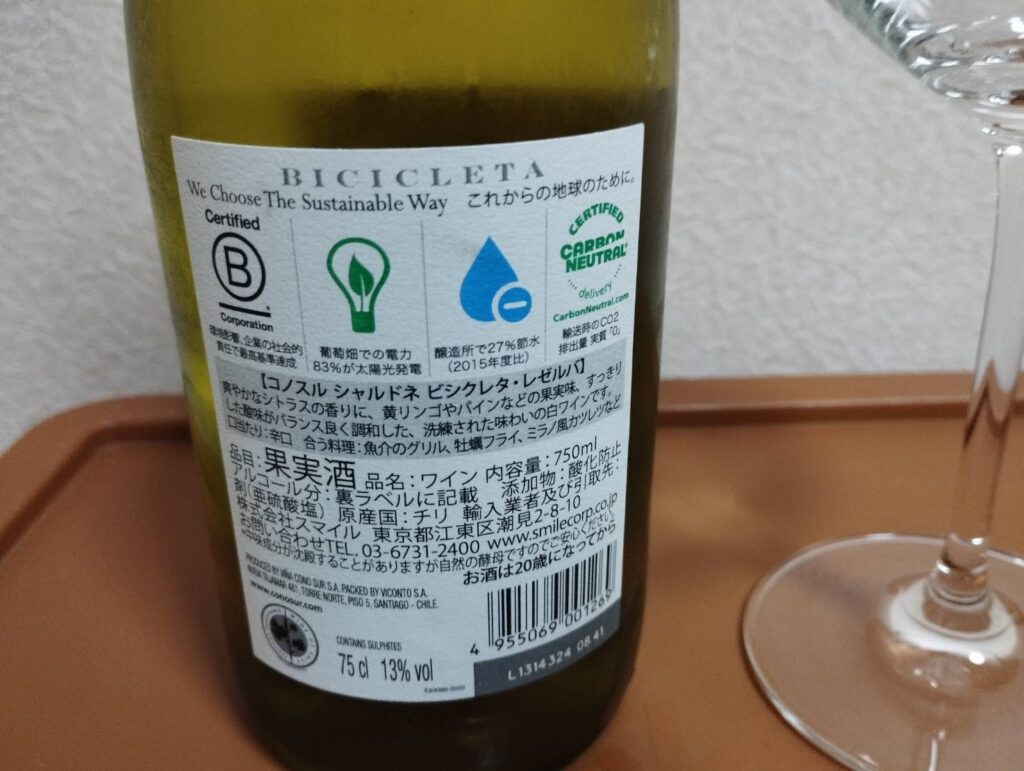 BICICLETA
We Choose The Sustainable Way これからの地球のために。
Certified
B
Corporation
環境影響、企業の社会的
責任で最高基準達成
葡萄畑での電力
83%が太陽光発電
醸造所で27%節水
(2015年度比)
CERTIFIED
CARBON
NEUTRAL
delivery
CarbonNeutral.com
輸送時のCO2
排出量 実質「0」
【コノスル シャルドネ ビシクレタ・レゼルバ】
爽やかなシトラスの香りに、黄リンゴやパインなどの果実味、すっきり
した酸味がバランス良く調和した、洗練された味わいの白ワインです。
口当たり:辛口 合う料理:魚介のグリル、牡蠣フライ、ミラノ風カツレツなど
品目:果実酒 品名:ワイン 内容量:750ml
アルコール分:裏ラベルに記載 添加物:酸化防止
剤(亜硫酸塩) 原産国:チリ 輸入業者及び引取先:
株式会社スマイル 東京都江東区潮見2-8-10
お問い合わせTEL. 03-6731-2400 www.smilecorp.co.jp
*中味成分が沈殿することがありますが自然の酵母ですのでご安心ください。
お酒は20歳になってから
PRODUCED BY VIÑA CONO SUR S.A. PACKED BY VICONTO S.A.
NUEVA TAJAMAR 481, TORRE NORTE, PISO 5, SANTIAGO - CHILE.
www.conosur.com
CONTAINS SULPHITES
75 cl 13% vol
4 955069 001269
L1314324 08:41